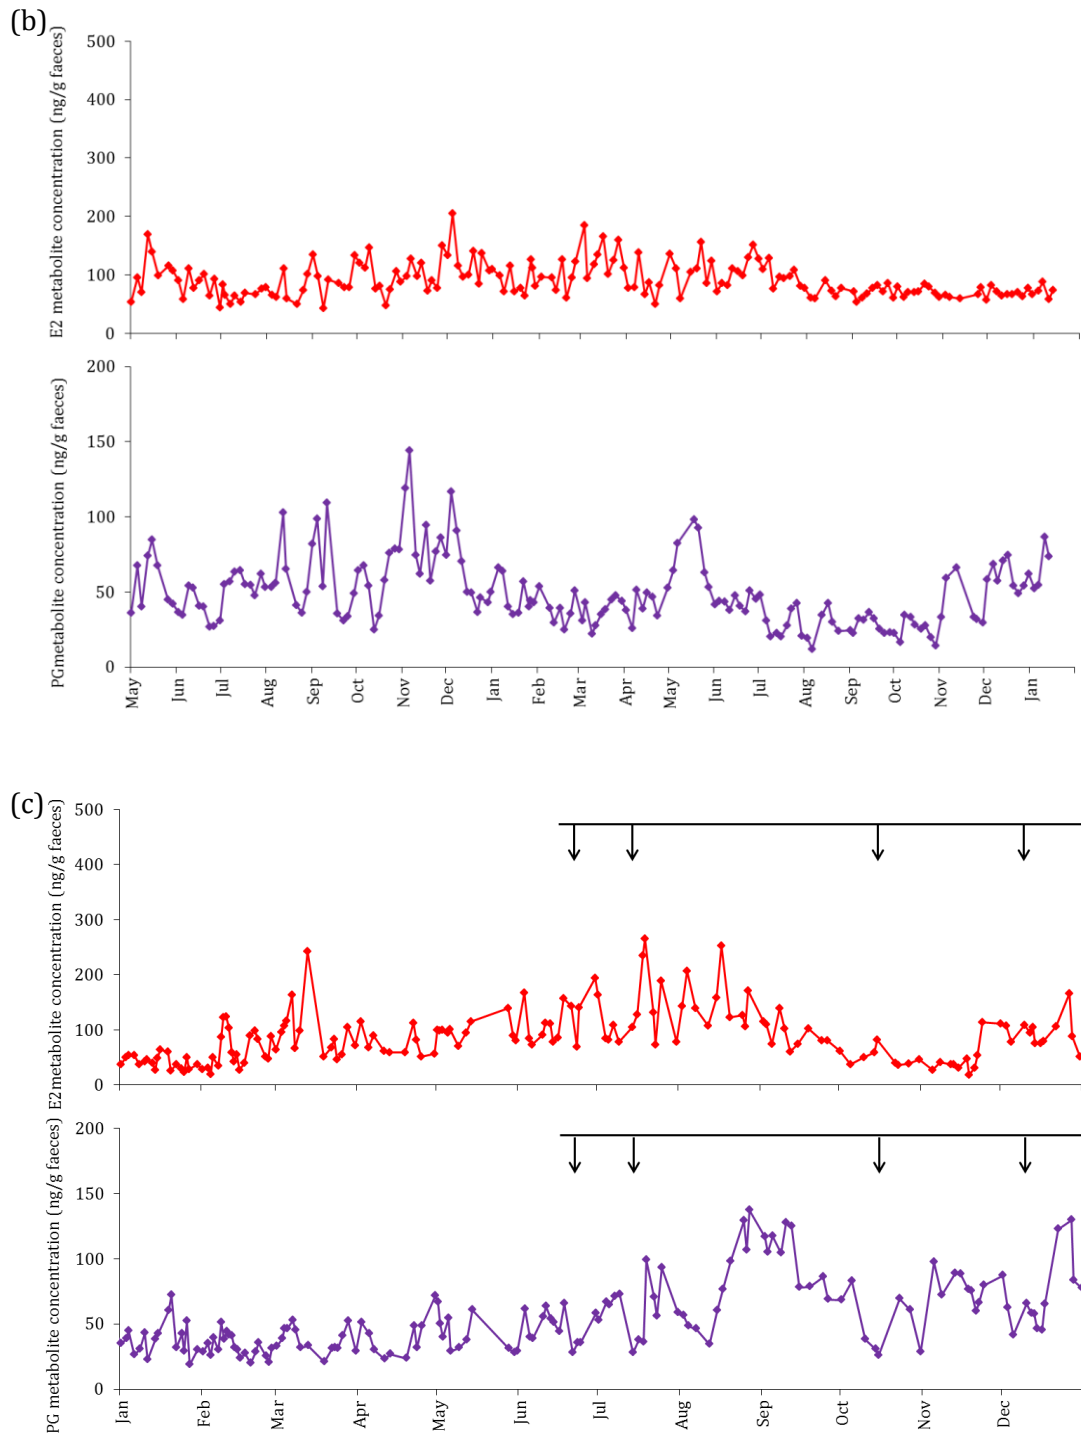 (b)
E2 metabolite concentration (ng/g faeces)
500
400
300
200
100
0
PGmetabolite concentration (ng/g faeces)
200
150
100
50
0
May Jun Jul Aug Sep Oct Nov Dec Jan Feb Mar Apr May Jun Jul Aug Sep Oct Nov Dec Jan
(c)
E2metabolite concentration (ng/g faeces)
500
400
300
200
100
0
PG metabolite concentration (ng/g faeces)
200
150
100
50
0
Jan Feb Mar Apr May Jun Jul Aug Sep Oct Nov Dec